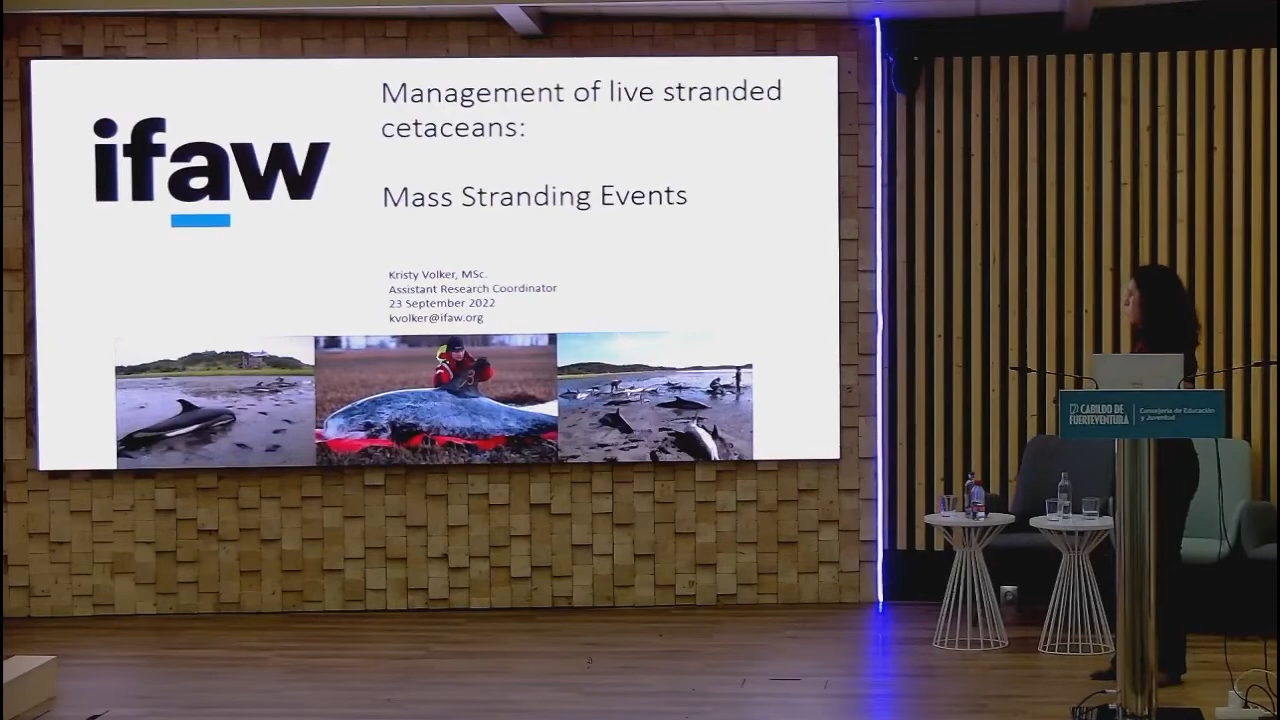 ifaw
Management of live stranded
cetaceans:
Mass Stranding Events
Kristy Volker, MSc.
Assistant Research Coordinator
23 September 2022
kvolker@ifaw.org
CABILDO DE
FUERTEVENTURA
Consejería de Educación
y Juventud